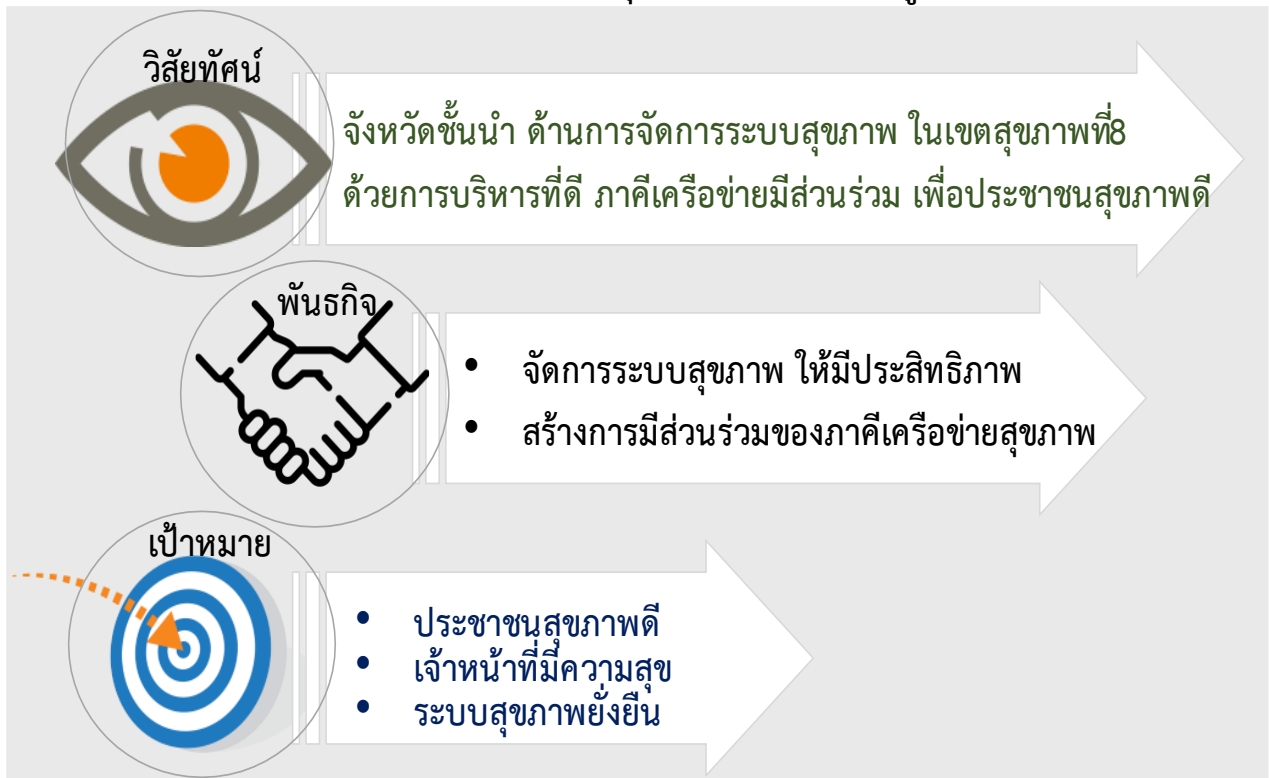 วิสัยทัศน์
จังหวัดชั้นนำ ด้านการจัดการระบบสุขภาพ ในเขตสุขภาพที่8
ด้วยการบริหารที่ดี ภาคีเครือข่ายมีส่วนร่วม เพื่อประชาชนสุขภาพดี
พันธกิจ
• จัดการระบบสุขภาพ ให้มีประสิทธิภาพ
• สร้างการมีส่วนร่วมของภาคีเครือข่ายสุขภาพ
เป้าหมาย
• ประชาชนสุขภาพดี
• เจ้าหน้าที่มีความสุข
• ระบบสุขภาพยั่งยืน